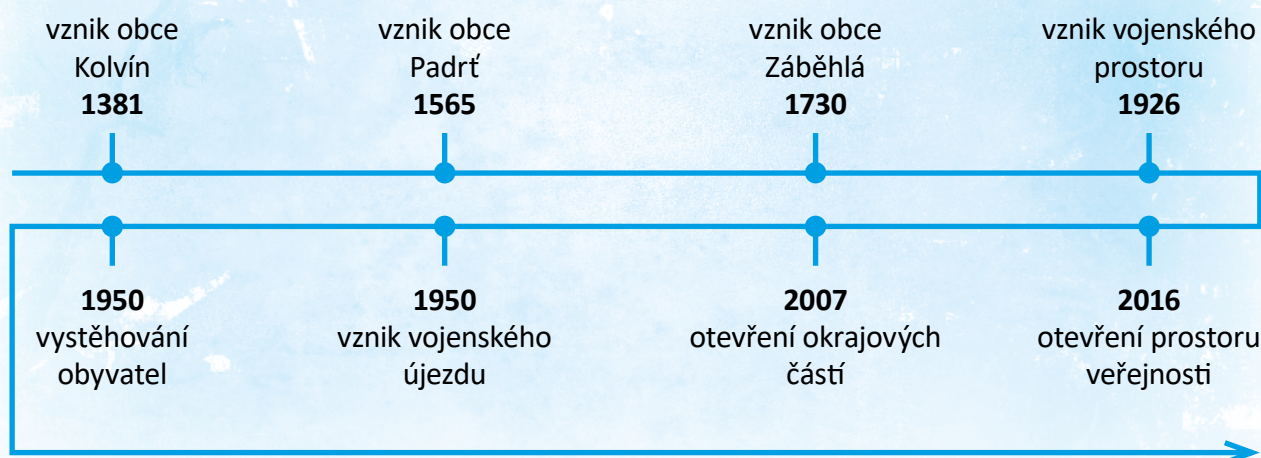 vznik obce
Kolvín
1381
vznik obce
Padrť
1565
vznik obce
Záběhlá
1730
vznik vojenského
prostoru
1926
1950
vystěhování
obyvatel
1950
vznik vojenského
újezdu
2007
otevření okrajových
částí
2016
otevření prostoru
veřejnosti